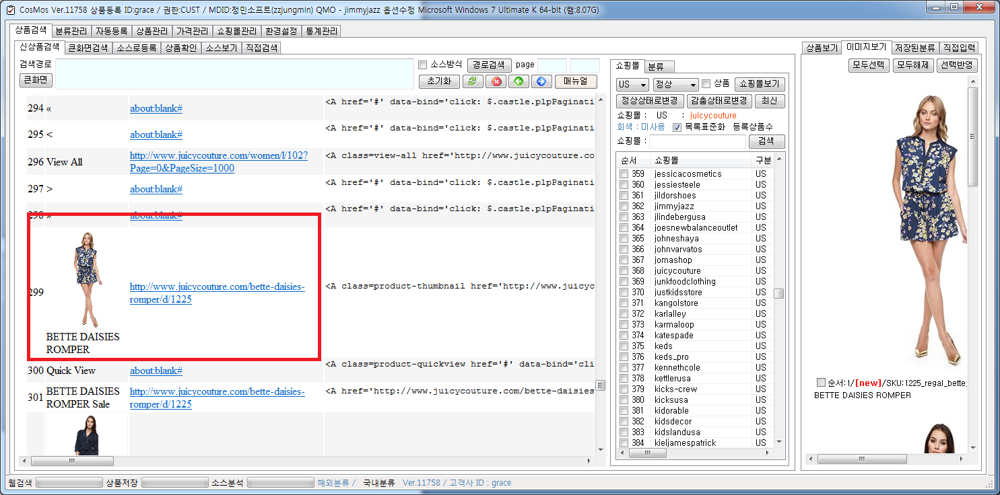 CosMos Ver.11758 상품등록 ID:grace / 권한:CUST / MDID:정민소프트(zzjungmin) QMO - jimmyjazz 옵션수정 Microsoft Windows 7 Ultimate K 64-bit (램:8.07G)
상품검색 분류관리 자동등록 상품관리 가격관리 쇼핑몰관리 환경설정 통계관리
신상품검색 큰화면검색 소스로등록 상품확인 소스보기 직접검색
검색경로
큰화면
소스방식 경로검색 page
초기화 매뉴얼
294 « about:blank# <A href='#' data-bind='click: $.castle.plpPaginati
295 < about:blank# <A href='#' data-bind='click: $.castle.plpPaginati
296 View All http://www.juicycouture.com/women/l/102?Page=0&PageSize=1000 <A class=view-all href='http://www.juicycouture.co
297 > about:blank# <A href='#' data-bind='click: $.castle.plpPaginati
298 » about:blank# <A href='#' data-bind='click: $.castle.plpPaginati
299 http://www.juicycouture.com/bette-daisies-romper/d/1225 <A class=product-thumbnail href='http://www.juicyc
BETTE DAISIES
ROMPER
300 Quick View about:blank# <A class=product-quickview href='#' data-bind='cli
301 BETTE DAISIES ROMPER Sale http://www.juicycouture.com/bette-daisies-romper/d/1225 <A href='http://www.juicycouture.com/bette-daisies
쇼핑몰 분류
US 정상 상품 쇼핑몰보기
정상상태로변경 감춤상태로변경 최신
쇼핑몰 : US : juicycouture
회색 : 미사용 목록표준화 등록상품수
쇼핑몰 : 검색
순서 쇼핑몰 구분
359 jessicacosmetics US
360 jessiesteele US
361 jildorshoes US
362 jimmyjazz US
363 jlindebergusa US
364 joesnewbalanceoutlet US
365 johneshaya US
366 johnvarvatos US
367 jomashop US
368 juicycouture US
369 junkfoodclothing US
370 justkidsstore US
371 kangolstore US
372 karlalley US
373 karmaloop US
374 katespade US
375 keds US
376 keds_pro US
377 kennethcole US
378 kettlerusa US
379 kicks-crew US
380 kicksusa US
381 kidorable US
382 kidsdecor US
383 kidslandusa US
384 kieljamespatrick US
상품보기 이미지보기 저장된분류 직접입력
모두선택 모두해제 선택반영
순서:1/[new]/SKU:1225_regal_bette_
BETTE DAISIES ROMPER
웹검색 상품저장 소스분석 해외분류 / 국내분류 Ver.11758 / 고객사 ID : grace